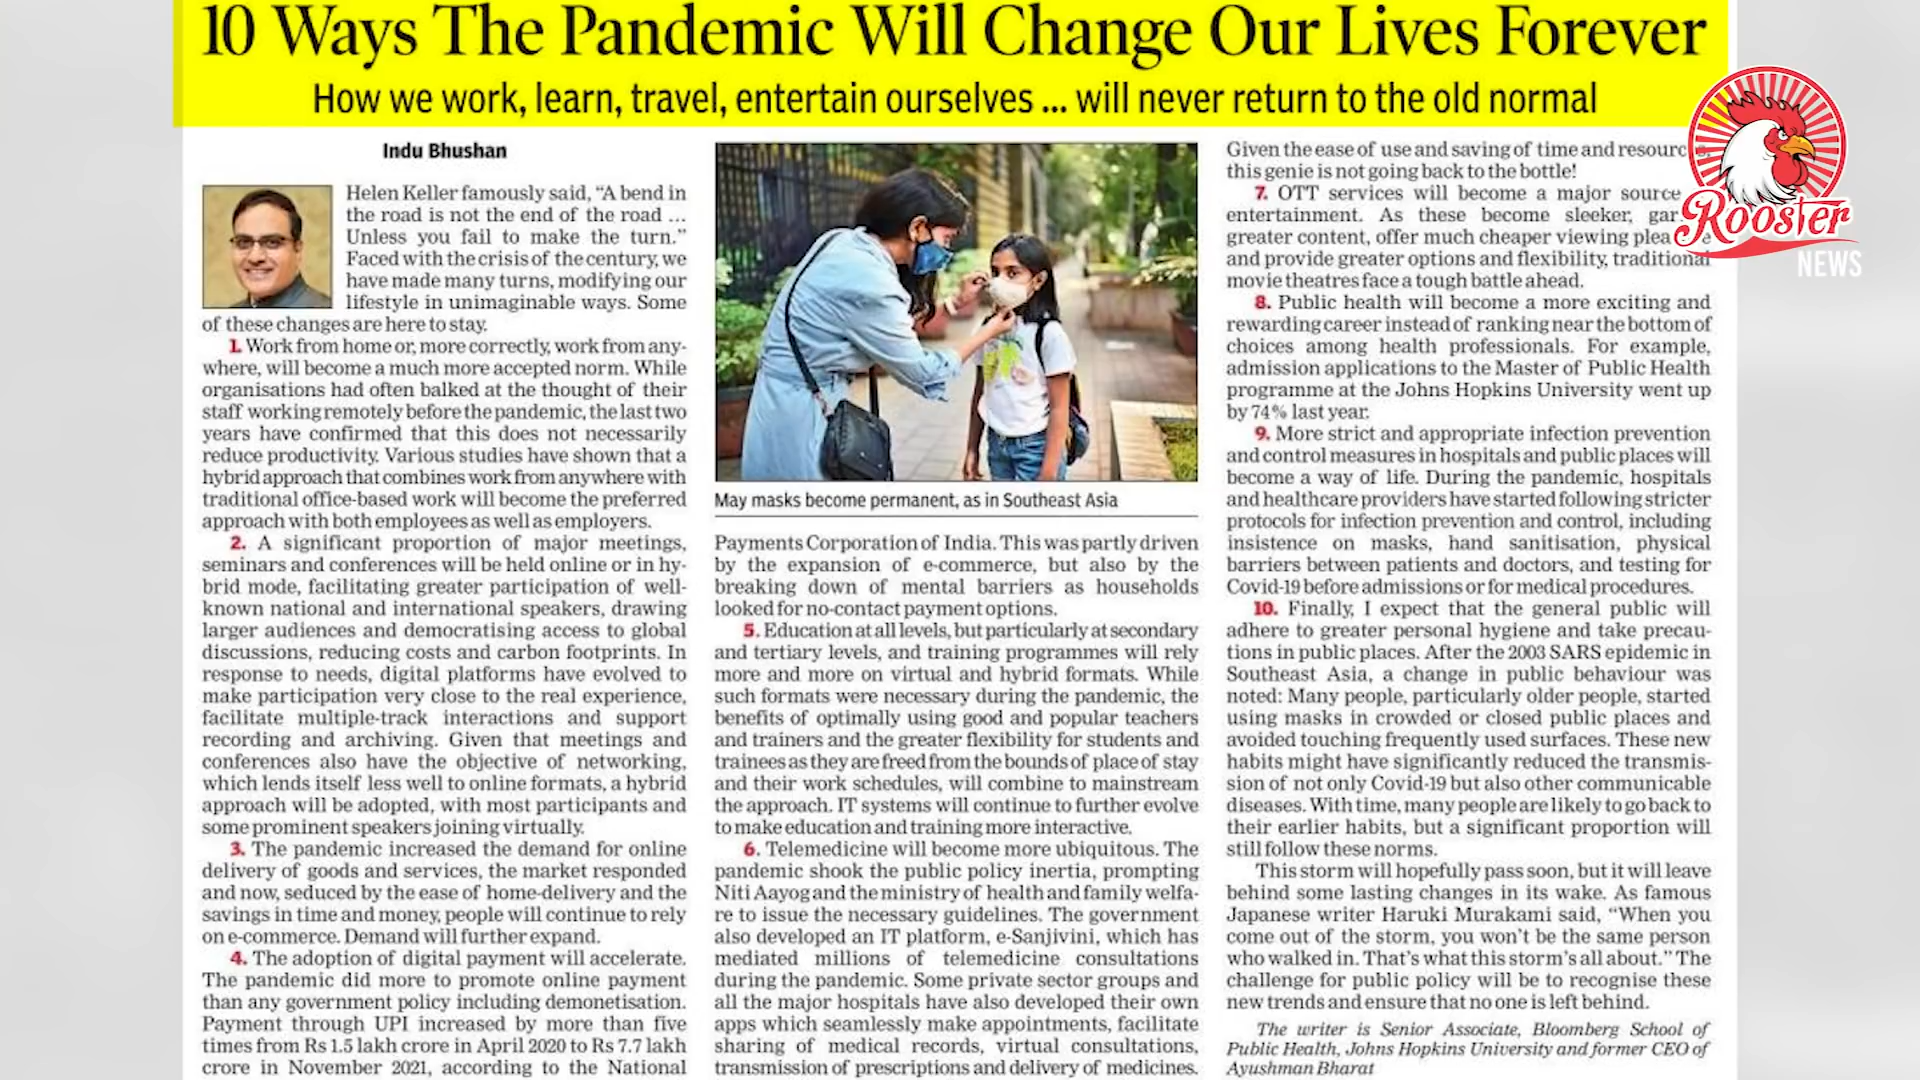 10 Ways The Pandemic Will Change Our Lives Forever
How we work, learn, travel, entertain ourselves ... will never return to the old normal
Indu Bhushan
Helen Keller famously said, “A bend in
the road is not the end of the road ...
Unless you fail to make the turn.”
Faced with the crisis of the century, we
have made many turns, modifying our
lifestyle in unimaginable ways. Some
of these changes are here to stay.
1. Work from home or, more correctly, work from any-
where, will become a much more accepted norm. While
organisations had often balked at the thought of their
staff working remotely before the pandemic, the last two
years have confirmed that this does not necessarily
reduce productivity. Various studies have shown that a
hybrid approach that combines work from anywhere with
traditional office-based work will become the preferred
approach with both employees as well as employers.
2. A significant proportion of major meetings,
seminars and conferences will be held online or in hy-
brid mode, facilitating greater participation of well-
known national and international speakers, drawing
larger audiences and democratising access to global
discussions, reducing costs and carbon footprints. In
response to needs, digital platforms have evolved to
make participation very close to the real experience,
facilitate multiple-track interactions and support
recording and archiving. Given that meetings and
conferences also have the objective of networking,
which lends itself less well to online formats, a hybrid
approach will be adopted, with most participants and
some prominent speakers joining virtually.
3. The pandemic increased the demand for online
delivery of goods and services, the market responded
and now, seduced by the ease of home-delivery and the
savings in time and money, people will continue to rely
on e-commerce. Demand will further expand.
4. The adoption of digital payment will accelerate.
The pandemic did more to promote online payment
than any government policy including demonetisation.
Payment through UPI increased by more than five
times from Rs 1.5 lakh crore in April 2020 to Rs 7.7 lakh
crore in November 2021, according to the National
May masks become permanent, as in Southeast Asia
Payments Corporation of India. This was partly driven
by the expansion of e-commerce, but also by the
breaking down of mental barriers as households
looked for no-contact payment options.
5. Education at all levels, but particularly at secondary
and tertiary levels, and training programmes will rely
more and more on virtual and hybrid formats. While
such formats were necessary during the pandemic, the
benefits of optimally using good and popular teachers
and trainers and the greater flexibility for students and
trainees as they are freed from the bounds of place of stay
and their work schedules, will combine to mainstream
the approach. IT systems will continue to further evolve
to make education and training more interactive.
6. Telemedicine will become more ubiquitous. The
pandemic shook the public policy inertia, prompting
Niti Aayog and the ministry of health and family welfa-
re to issue the necessary guidelines. The government
also developed an IT platform, e-Sanjivini, which has
mediated millions of telemedicine consultations
during the pandemic. Some private sector groups and
all the major hospitals have also developed their own
apps which seamlessly make appointments, facilitate
sharing of medical records, virtual consultations,
transmission of prescriptions and delivery of medicines.
Given the ease of use and saving of time and
this genie is not going back to the bottle!
7. OTT services will become a major source
entertainment. As these become sleeker,
greater content, offer much cheaper viewing
and provide greater options and flexibility, traditional
movie theatres face a tough battle ahead.
8. Public health will become a more exciting and
rewarding career instead of ranking near the bottom of
choices among health professionals. For example,
admission applications to the Master of Public Health
programme at the Johns Hopkins University went up
by 74% last year.
9. More strict and appropriate infection prevention
and control measures in hospitals and public places will
become a way of life. During the pandemic, hospitals
and healthcare providers have started following stricter
protocols for infection prevention and control, including
insistence on masks, hand sanitisation, physical
barriers between patients and doctors, and testing for
Covid-19 before admissions or for medical procedures.
10. Finally, I expect that the general public will
adhere to greater personal hygiene and take precau-
tions in public places. After the 2003 SARS epidemic in
Southeast Asia, a change in public behaviour was
noted: Many people, particularly older people, started
using masks in crowded or closed public places and
avoided touching frequently used surfaces. These new
habits might have significantly reduced the transmis-
sion of not only Covid-19 but also other communicable
diseases. With time, many people are likely to go back to
their earlier habits, but a significant proportion will
still follow these norms.
This storm will hopefully pass soon, but it will leave
behind some lasting changes in its wake. As famous
Japanese writer Haruki Murakami said, “When you
come out of the storm, you won’t be the same person
who walked in. That’s what this storm’s all about.” The
challenge for public policy will be to recognise these
new trends and ensure that no one is left behind.
The writer is Senior Associate, Bloomberg School of
Public Health, Johns Hopkins University and former CEO of
Ayushman Bharat
Rooster
NEWS